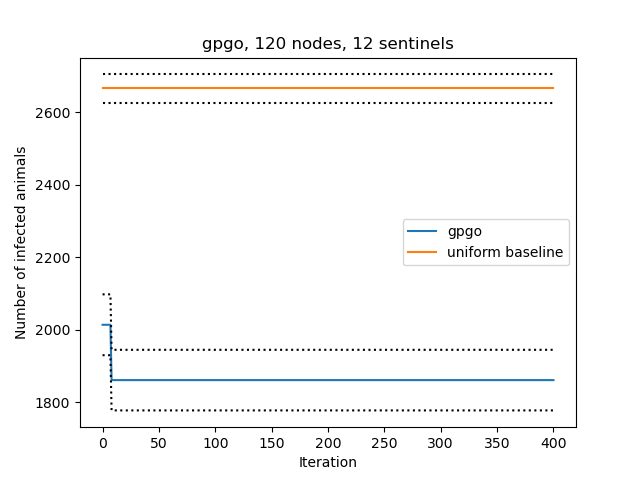 gpgo, 120 nodes, 12 sentinels
Number of infected animals
2600
2400
2200
2000
1800
gpgo
uniform baseline
0 50 100 150 200 250 300 350 400
Iteration